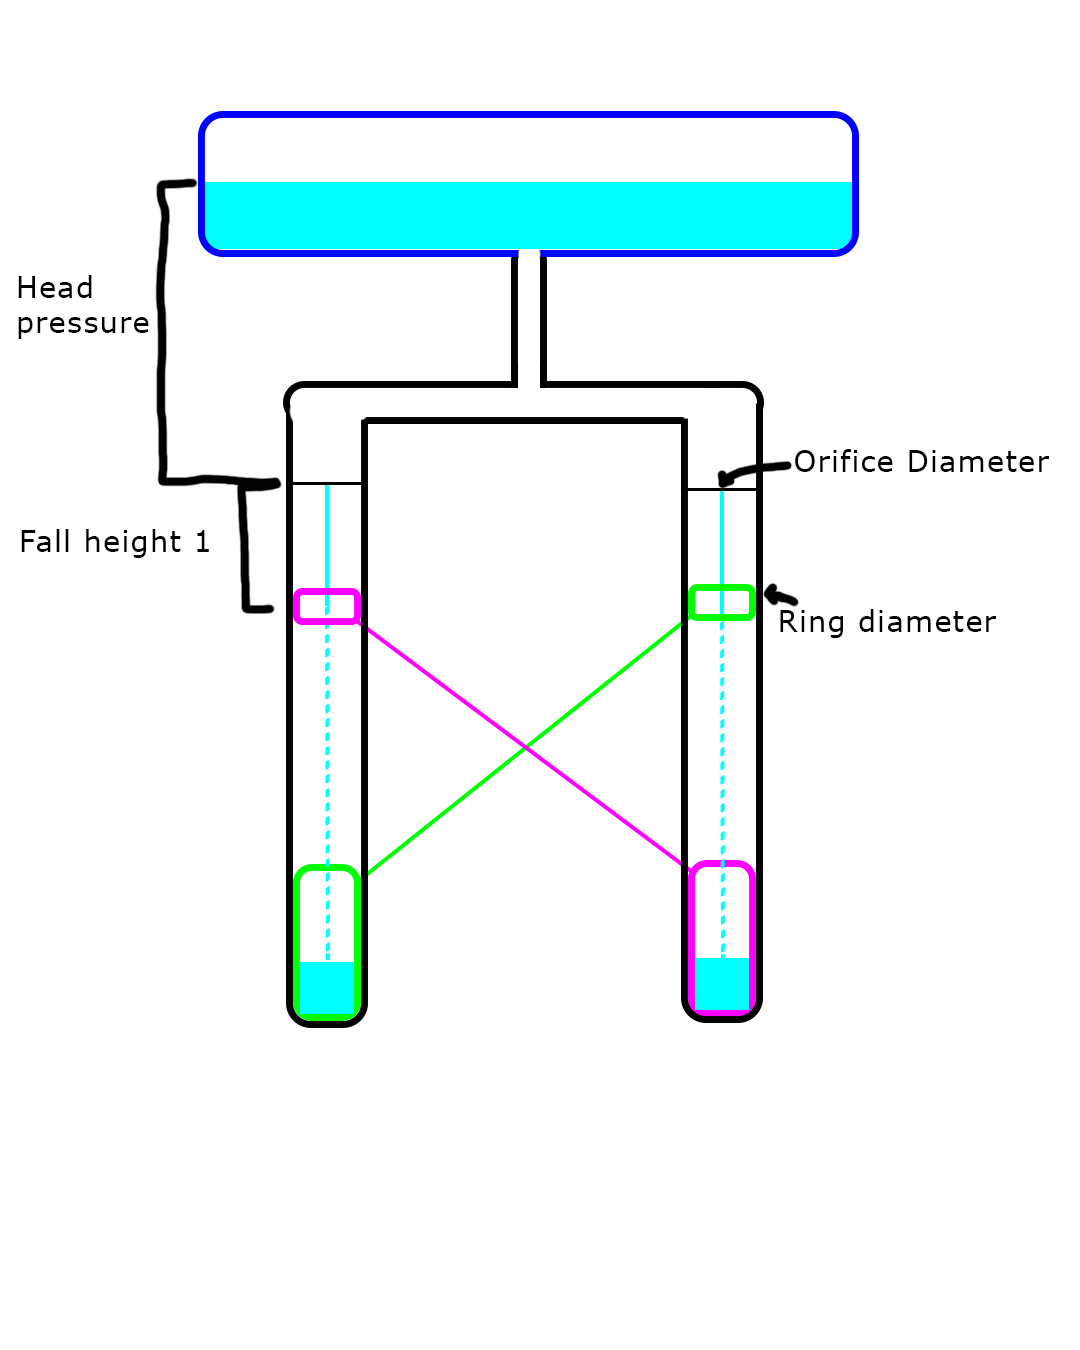 Head
pressure
Orifice Diameter
Fall height 1
Ring diameter